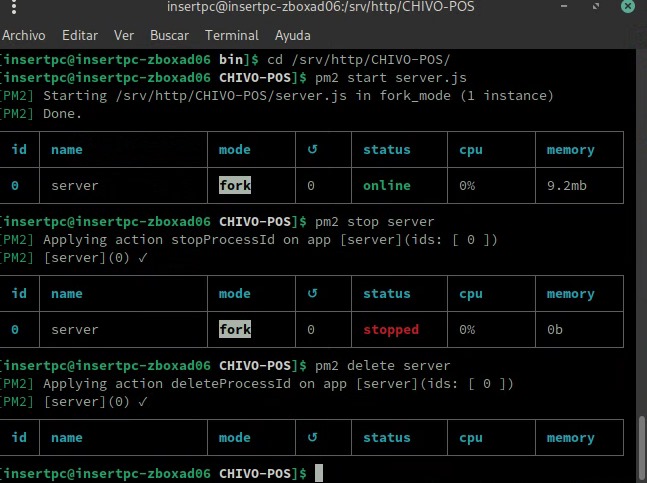 insertpc@insertpc-zboxad06:/srv/http/CHIVO-POS
Archivo Editar Ver Buscar Terminal Ayuda
[insertpc@insertpc-zboxad06 bin]$ cd /srv/http/CHIVO-POS/
[insertpc@insertpc-zboxad06 CHIVO-POS]$ pm2 start server.js
[PM2] Starting /srv/http/CHIVO-POS/server.js in fork_mode (1 instance)
[PM2] Done.
id name mode ↺ status cpu memory
0 server fork 0 online 0% 9.2mb
[insertpc@insertpc-zboxad06 CHIVO-POS]$ pm2 stop server
[PM2] Applying action stopProcessId on app [server](ids: [ 0 ])
[PM2] [server](0) ✓
id name mode ↺ status cpu memory
0 server fork 0 stopped 0% 0b
[insertpc@insertpc-zboxad06 CHIVO-POS]$ pm2 delete server
[PM2] Applying action deleteProcessId on app [server](ids: [ 0 ])
[PM2] [server](0) ✓
id name mode ↺ status cpu memory
[insertpc@insertpc-zboxad06 CHIVO-POS]$